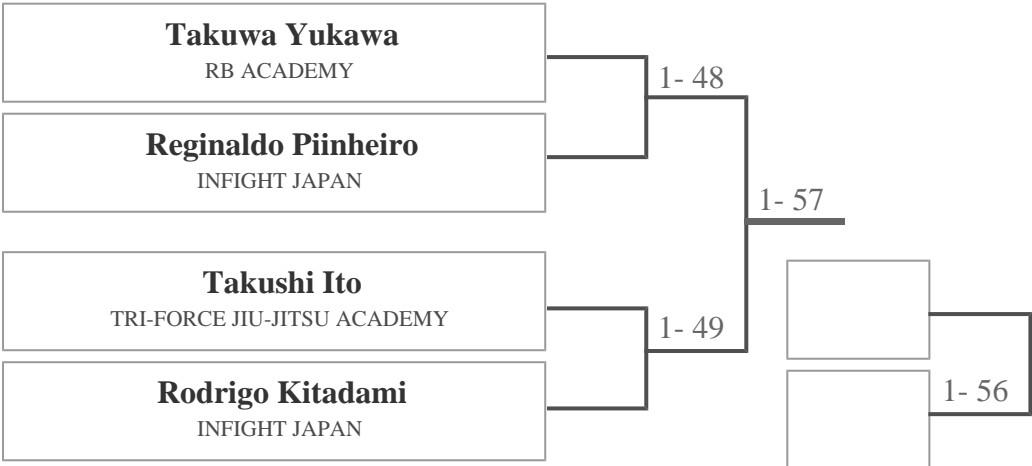 Takuwa Yukawa
RB ACADEMY
1- 48
Reginaldo Piinheiro
INFIGHT JAPAN
1- 57
Takushi Ito
TRI-FORCE JIU-JITSU ACADEMY
1- 49
Rodrigo Kitadami
INFIGHT JAPAN
1- 56